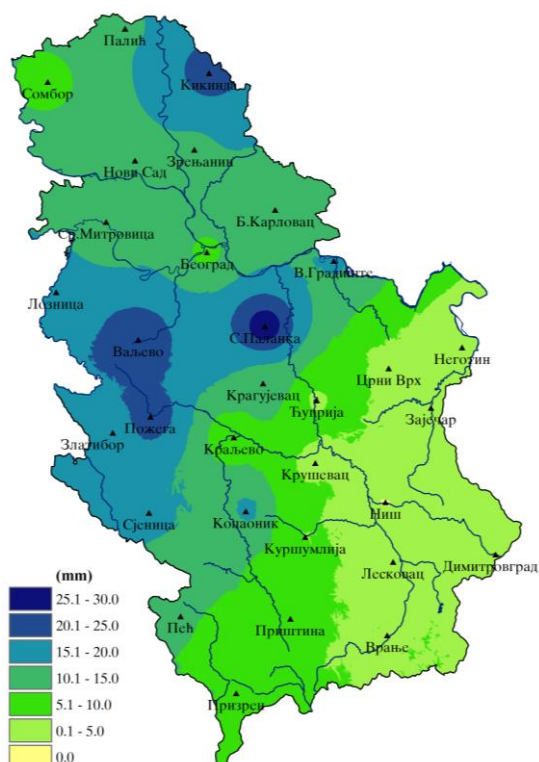 Палић
Кикинда
Сомбор
Зрењанин
Нови Сад
Б.Карловац
Ср.Митровица
Београд
В.Градиште
Лозница
С.Паланка
Ваљево
Неготин
Црни Врх
Крагујевац
Ћуприја
Зајечар
Пожега
Златибор
Краљево
Крушевац
Ниш
Копаоник
Сјеница
Куршумлија
Димитровград
Лесковац
(mm)
25.1 - 30.0
20.1 - 25.0
15.1 - 20.0
10.1 - 15.0
5.1 - 10.0
0.1 - 5.0
0.0
Пећ
Приштина
Врање
Призрен